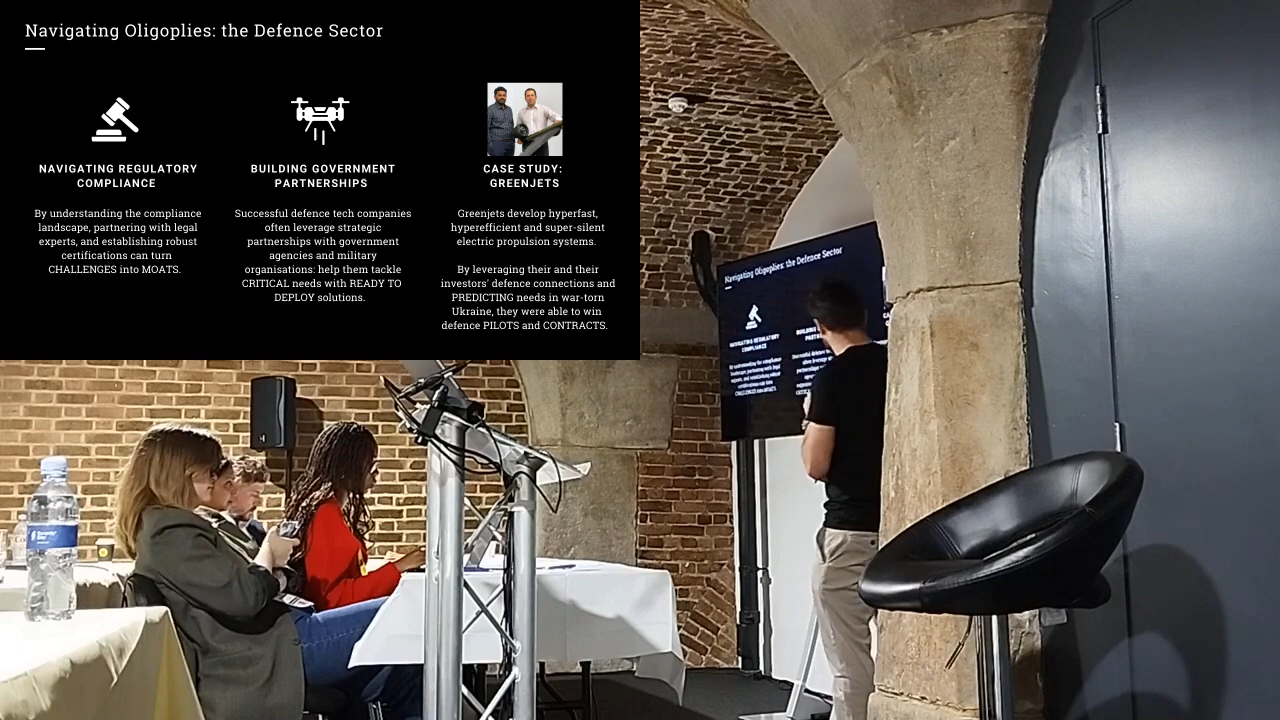 Navigating Oligoplies: the Defence Sector
NAVIGATING REGULATORY
COMPLIANCE
By understanding the compliance
landscape, partnering with legal
experts, and establishing robust
certifications can turn
CHALLENGES into MOATS.
BUILDING GOVERNMENT
PARTNERSHIPS
Successful defence tech companies
often leverage strategic
partnerships with government
agencies and military
organisations: help them tackle
CRITICAL needs with READY TO
DEPLOY solutions.
CASE STUDY:
GREENJETS
Greenjets develop hyperfast,
hyperefficient and super-silent
electric propulsion systems.
By leveraging their and their
investors' defence connections and
PREDICTING needs in war-torn
Ukraine, they were able to win
defence PILOTS and CONTRACTS.
Navigating Oligoplies: the Defence Sector
NAVIGATING REGULATORY
COMPLIANCE